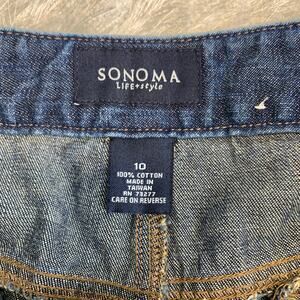 SONOMA
LIFE+style
10
100% COTTON
MADE IN
TAIWAN
RN 73277
CARE ON REVERSE